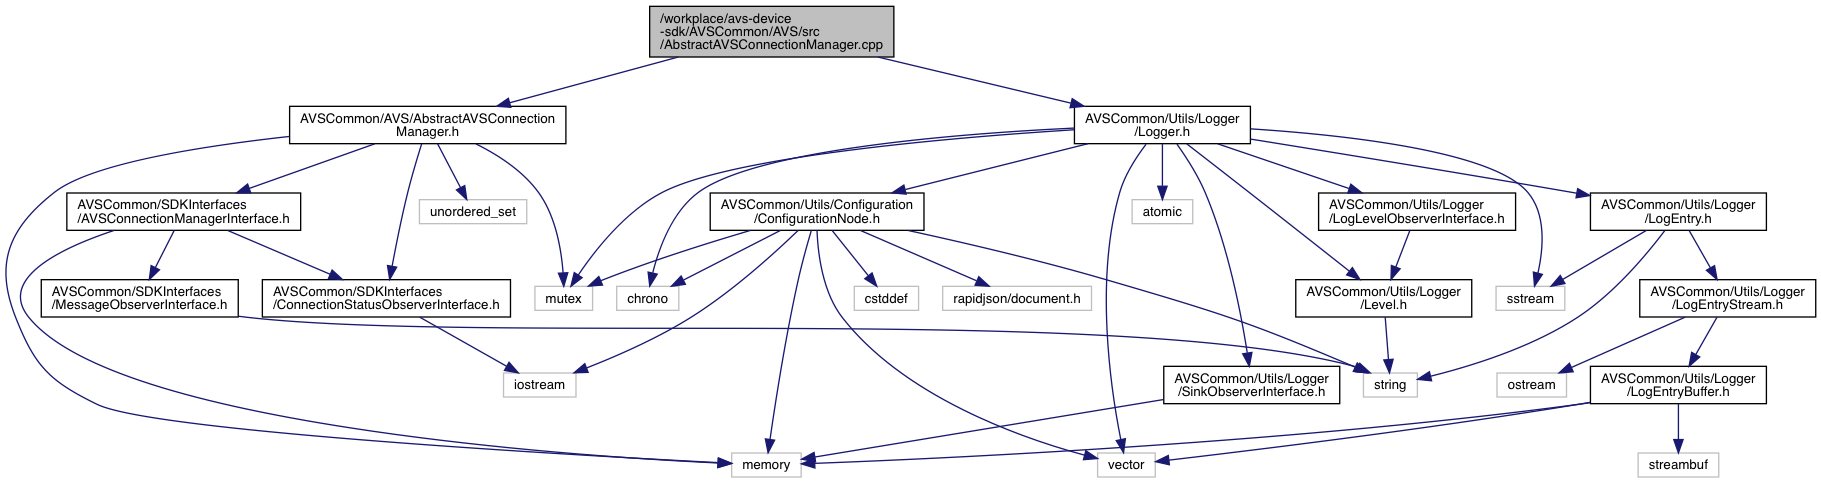 /workplace/avs-device
-sdk/AVSCommon/AVS/src
/AbstractAVSConnectionManager.cpp
AVSCommon/AVS/AbstractAVSConnection
Manager.h
AVSCommon/Utils/Logger
/Logger.h
AVSCommon/SDKInterfaces
/AVSConnectionManagerInterface.h
unordered_set
AVSCommon/Utils/Configuration
/ConfigurationNode.h
atomic
AVSCommon/Utils/Logger
/LogLevelObserverInterface.h
AVSCommon/Utils/Logger
/LogEntry.h
AVSCommon/SDKInterfaces
/MessageObserverInterface.h
AVSCommon/SDKInterfaces
/ConnectionStatusObserverInterface.h
mutex
chrono
cstddef
rapidjson/document.h
AVSCommon/Utils/Logger
/Level.h
sstream
AVSCommon/Utils/Logger
/LogEntryStream.h
iostream
AVSCommon/Utils/Logger
/SinkObserverInterface.h
string
ostream
AVSCommon/Utils/Logger
/LogEntryBuffer.h
memory
vector
streambuf